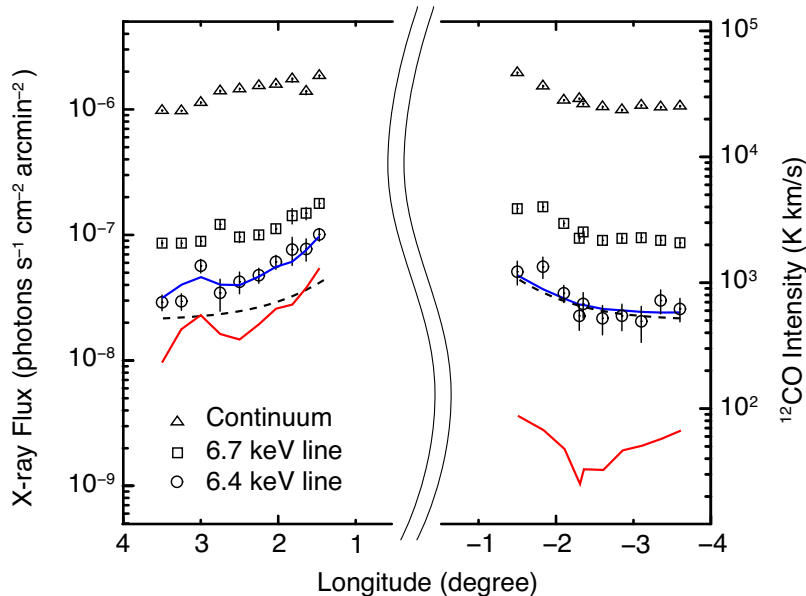 X-ray Flux (photons s⁻¹ cm⁻² arcmin⁻²)
10⁻⁶
10⁻⁷
10⁻⁸
10⁻⁹
Continuum
6.7 keV line
6.4 keV line
10⁵
10⁴
10³
10²
¹²CO Intensity (K km/s)
4 3 2 1 −1 −2 −3 −4
Longitude (degree)